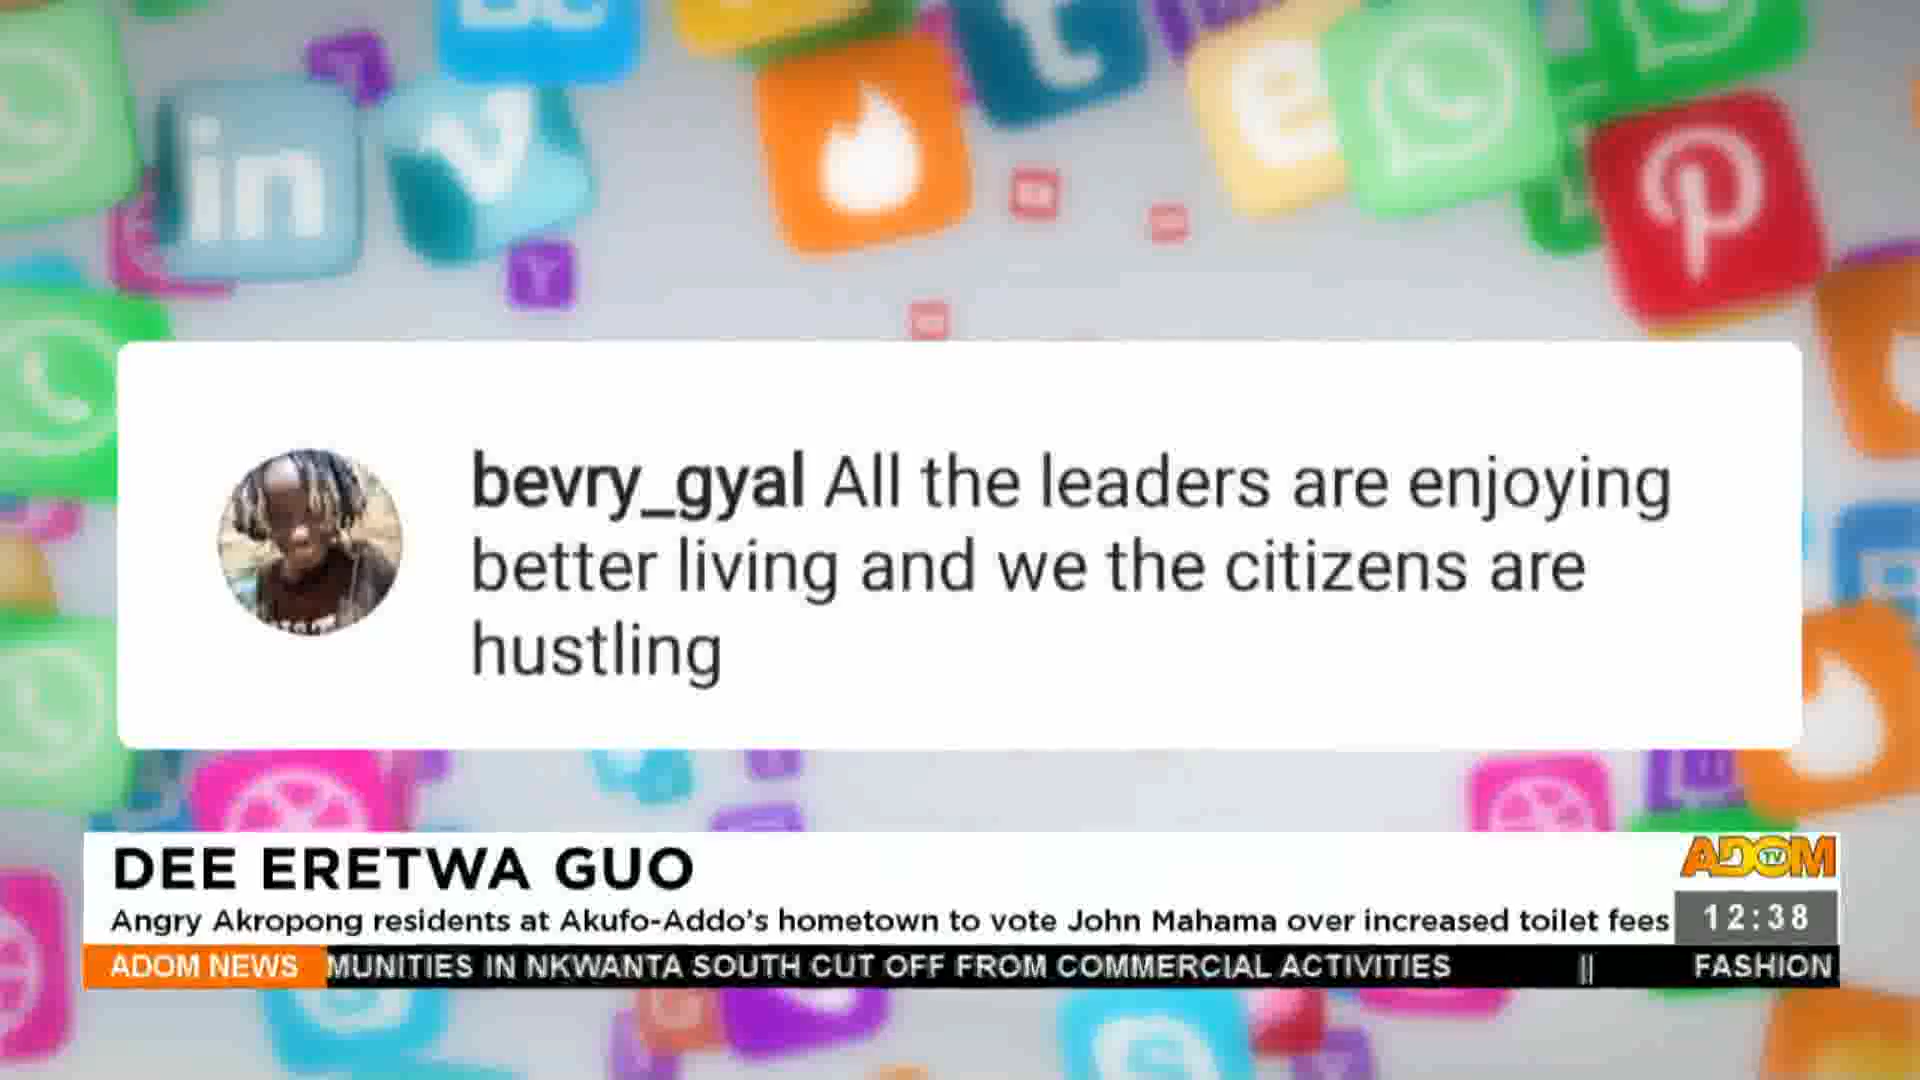 in
t
bevry_gyal All the leaders are enjoying
better living and we the citizens are
hustling
DEE ERETWA GUO
ADOM
TV
Angry Akropong residents at Akufo-Addo's hometown to vote John Mahama over increased toilet fees
12:38
ADOM NEWS
MUNITIES IN NKWANTA SOUTH CUT OFF FROM COMMERCIAL ACTIVITIES || FASHION